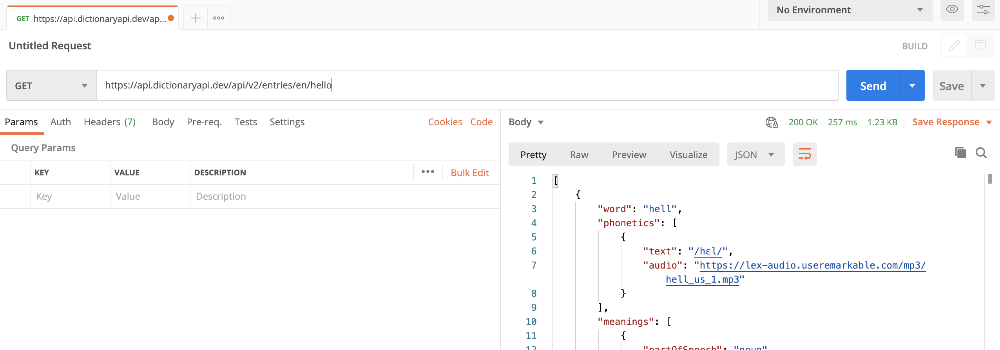 GET https://api.dictionaryapi.dev/ap...
No Environment
Untitled Request
BUILD
GET https://api.dictionaryapi.dev/api/v2/entries/en/hello Send Save
Params Auth Headers (7) Body Pre-req. Tests Settings Cookies Code
Query Params
KEY VALUE DESCRIPTION Bulk Edit
Key Value Description
Body 200 OK 257 ms 1.23 KB Save Response
Pretty Raw Preview Visualize JSON
1 [
2 {
3 "word": "hell",
4 "phonetics": [
5 {
6 "text": "/hɛl/",
7 "audio": "https://lex-audio.useremarkable.com/mp3/
hell_us_1.mp3"
8 }
9 ],
10 "meanings": [
11 {
12 "partOfSpeech": "noun"